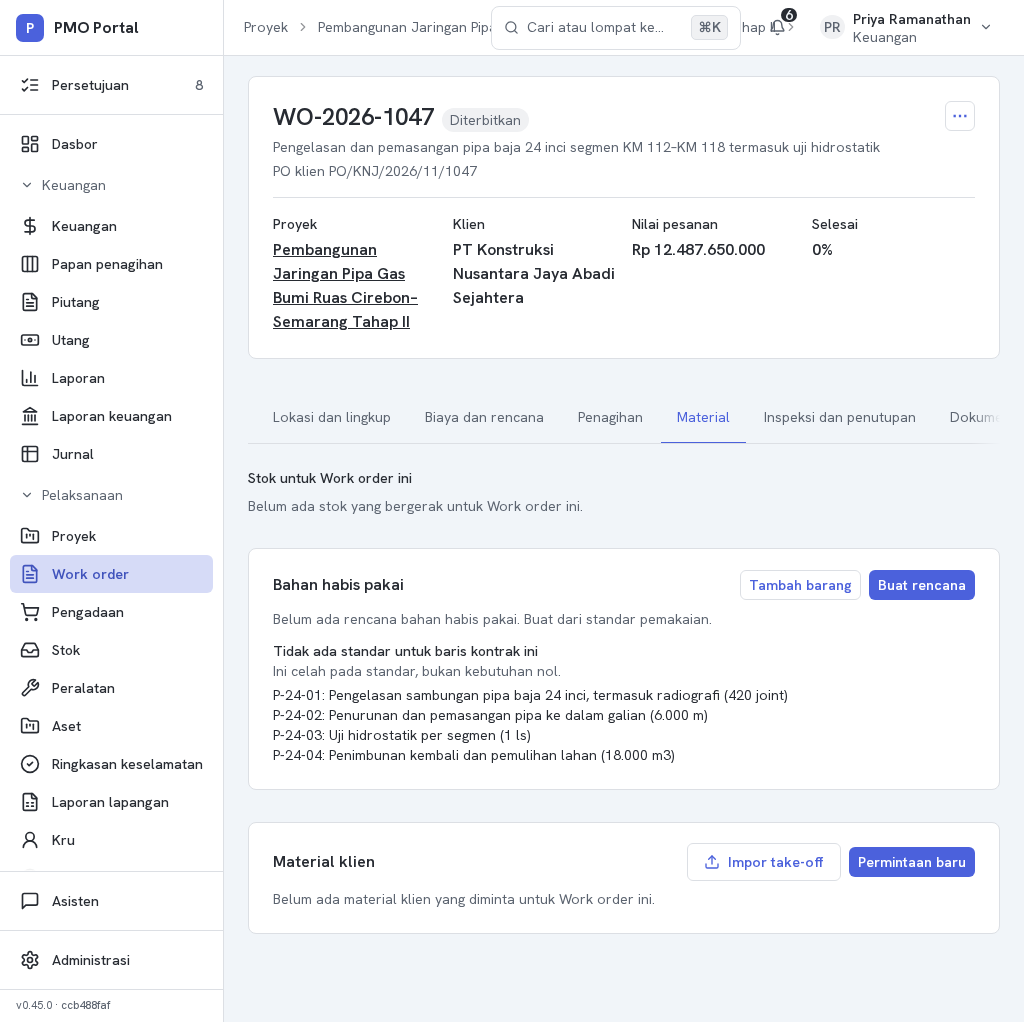 P PMO Portal
Proyek > Pembangunan Jaringan Pipa
Cari atau lompat ke... ⌘K
hap
6
PR
Priya Ramanathan
Keuangan
Persetujuan 8
Dasbor
Keuangan
Keuangan
Papan penagihan
Piutang
Utang
Laporan
Laporan keuangan
Jurnal
Pelaksanaan
Proyek
Work order
Pengadaan
Stok
Peralatan
Aset
Ringkasan keselamatan
Laporan lapangan
Kru
Asisten
Administrasi
v0.45.0 · ccb488faf
WO-2026-1047 Diterbitkan
Pengelasan dan pemasangan pipa baja 24 inci segmen KM 112–KM 118 termasuk uji hidrostatik
PO klien PO/KNJ/2026/11/1047
Proyek
Pembangunan
Jaringan Pipa Gas
Bumi Ruas Cirebon–
Semarang Tahap II
Klien
PT Konstruksi
Nusantara Jaya Abadi
Sejahtera
Nilai pesanan
Rp 12.487.650.000
Selesai
0%
Lokasi dan lingkup Biaya dan rencana Penagihan Material Inspeksi dan penutupan Dokum
Stok untuk Work order ini
Belum ada stok yang bergerak untuk Work order ini.
Bahan habis pakai Tambah barang Buat rencana
Belum ada rencana bahan habis pakai. Buat dari standar pemakaian.
Tidak ada standar untuk baris kontrak ini
Ini celah pada standar, bukan kebutuhan nol.
P-24-01: Pengelasan sambungan pipa baja 24 inci, termasuk radiografi (420 joint)
P-24-02: Penurunan dan pemasangan pipa ke dalam galian (6.000 m)
P-24-03: Uji hidrostatik per segmen (1 ls)
P-24-04: Penimbunan kembali dan pemulihan lahan (18.000 m3)
Material klien Impor take-off Permintaan baru
Belum ada material klien yang diminta untuk Work order ini.